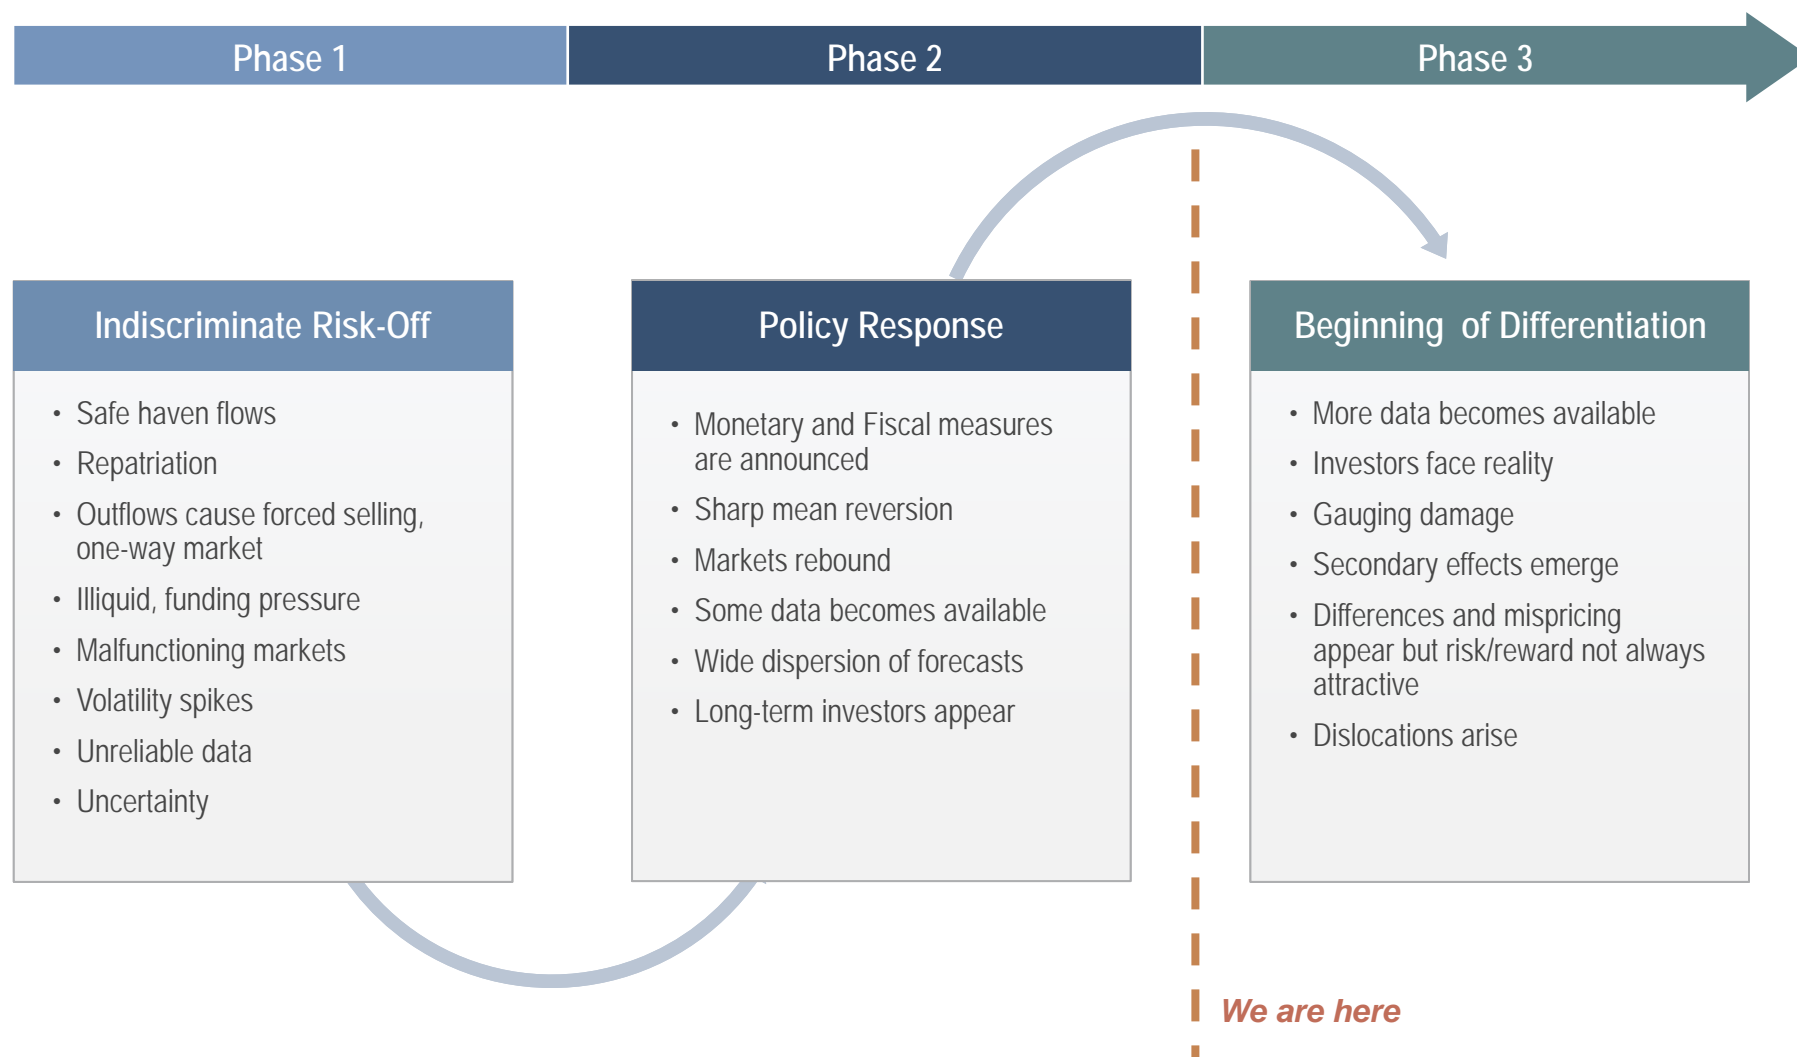 Phase 1
Phase 2
Phase 3
Indiscriminate Risk-Off
• Safe haven flows
• Repatriation
• Outflows cause forced selling,
one-way market
• Illiquid, funding pressure
• Malfunctioning markets
• Volatility spikes
• Unreliable data
• Uncertainty
Policy Response
• Monetary and Fiscal measures
are announced
• Sharp mean reversion
• Markets rebound
• Some data becomes available
• Wide dispersion of forecasts
• Long-term investors appear
Beginning of Differentiation
• More data becomes available
• Investors face reality
• Gauging damage
• Secondary effects emerge
• Differences and mispricing
appear but risk/reward not always
attractive
• Dislocations arise
We are here